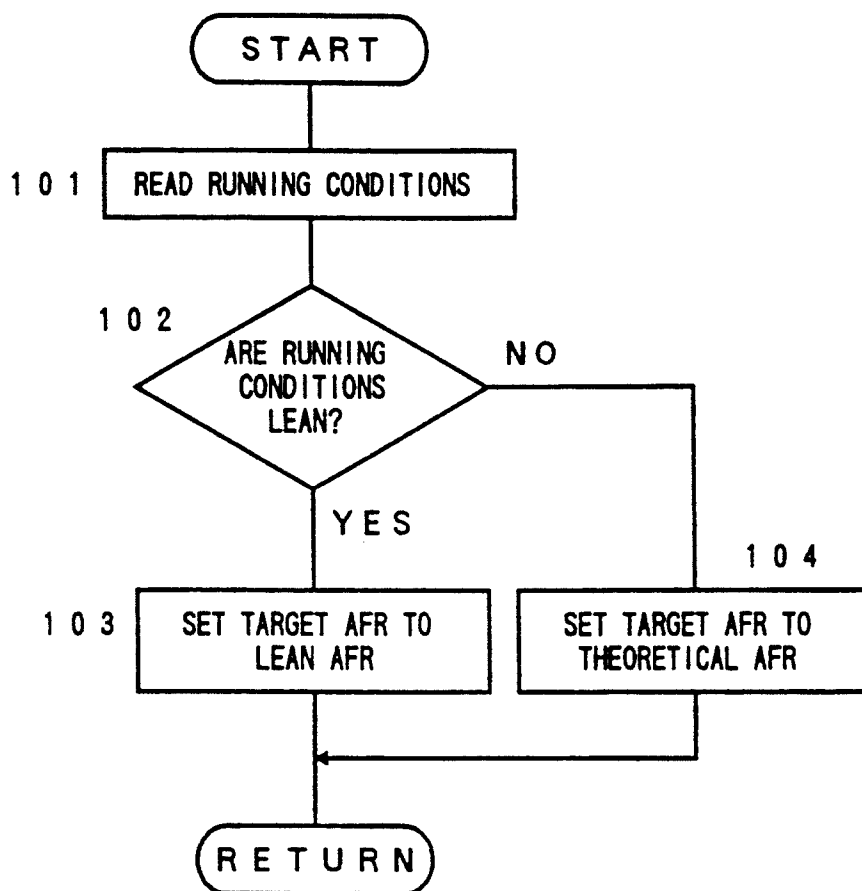 START
101
READ RUNNING CONDITIONS
102
ARE RUNNING
CONDITIONS
LEAN?
NO
YES
104
103
SET TARGET AFR TO
LEAN AFR
SET TARGET AFR TO
THEORETICAL AFR
RETURN